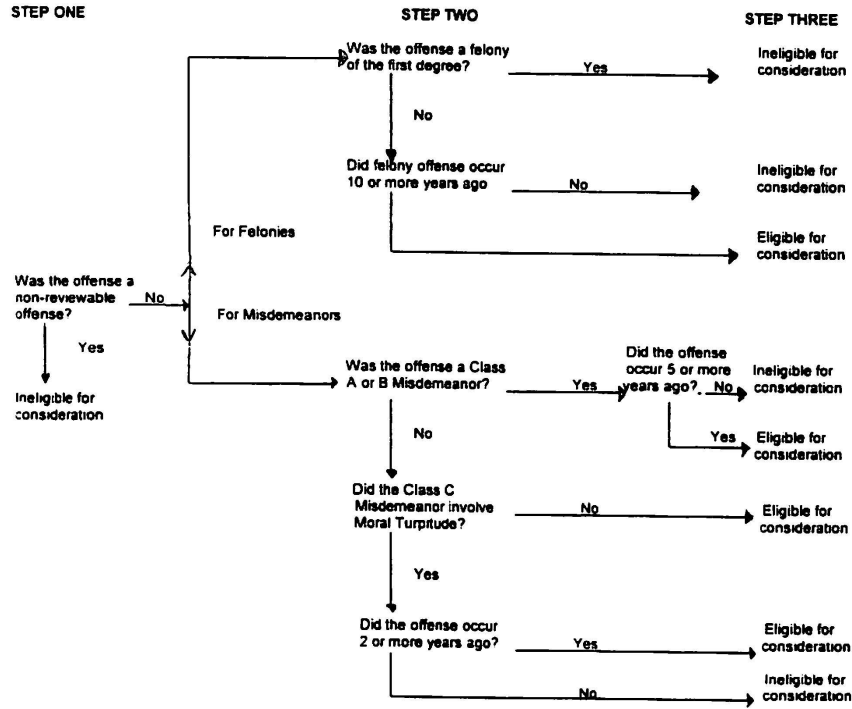 STEP ONE
STEP TWO
STEP THREE
Was the offense a felony
of the first degree?
Yes
Ineligible for
consideration
No
Did felony offense occur
10 or more years ago
No
Ineligible for
consideration
Eligible for
consideration
For Felonies
Was the offense a
non-reviewable
offense?
No
For Misdemeanors
Yes
Ineligible for
consideration
Was the offense a Class
A or B Misdemeanor?
Yes
Did the offense
occur 5 or more
years ago?
No
Ineligible for
consideration
Yes
Eligible for
consideration
No
Did the Class C
Misdemeanor involve
Moral Turpitude?
No
Eligible for
consideration
Yes
Did the offense occur
2 or more years ago?
Yes
Eligible for
consideration
No
Ineligible for
consideration